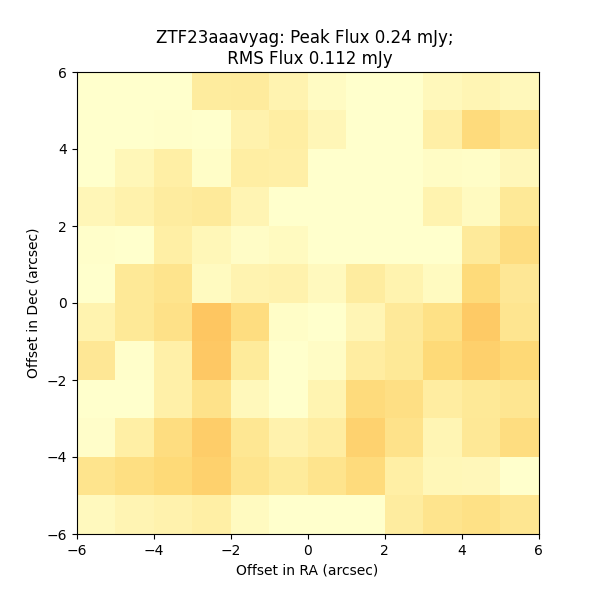 ZTF23aaavyag: Peak Flux 0.24 mJy;
RMS Flux 0.112 mJy
6
4
2
0
−2
−4
−6
Offset in Dec (arcsec)
−6 −4 −2 0 2 4 6
Offset in RA (arcsec)